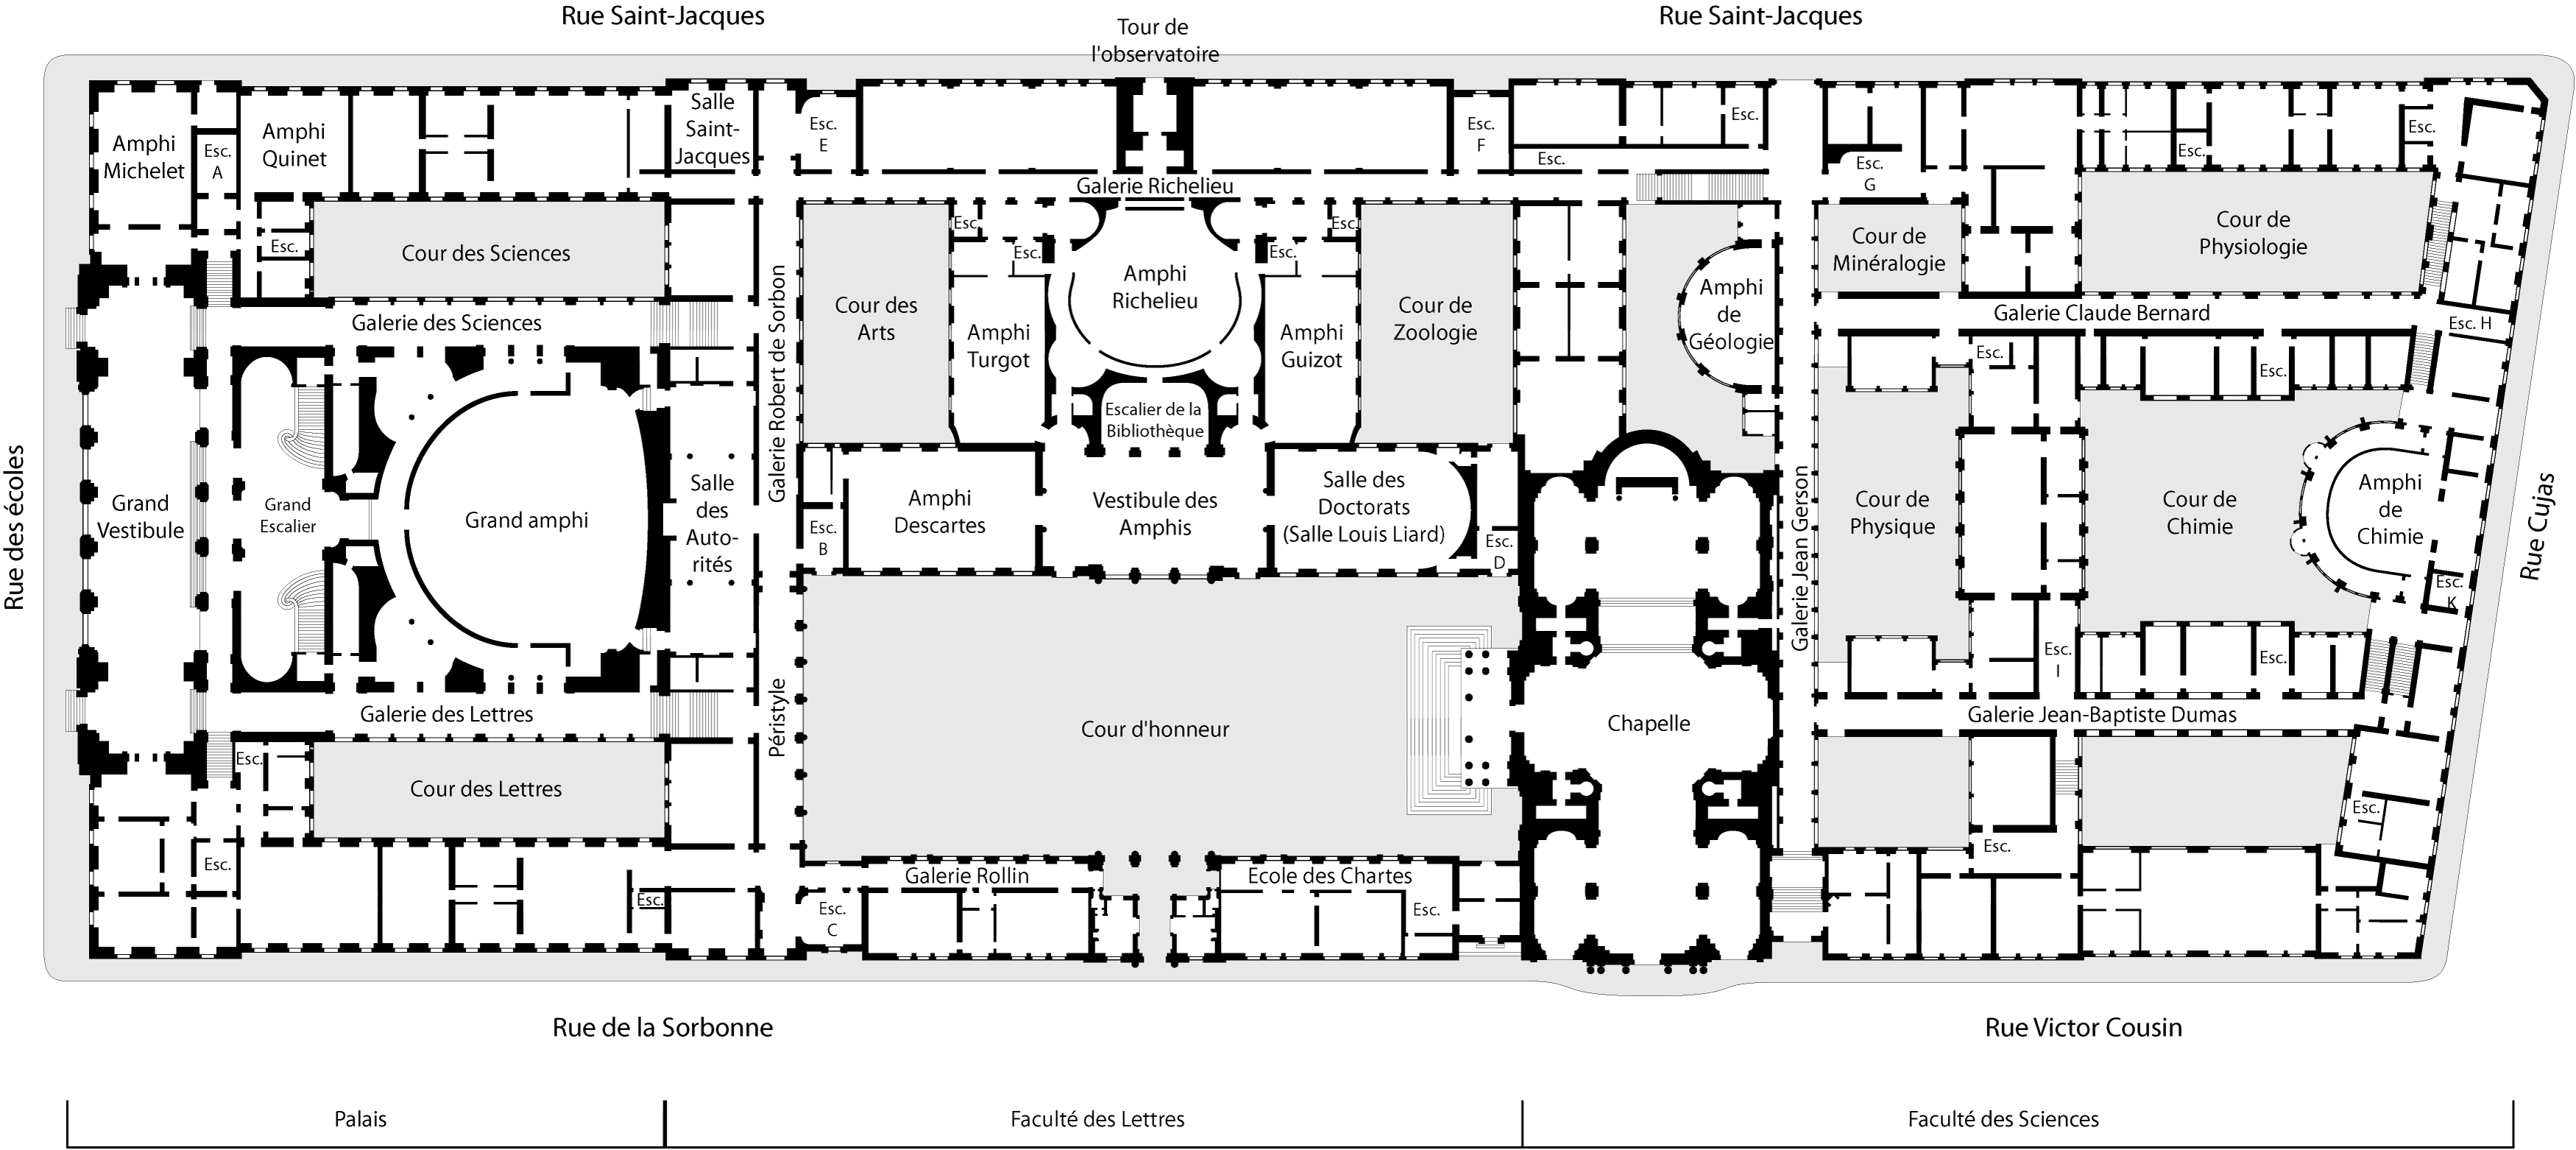 Rue Saint-Jacques
Tour de
l'observatoire
Rue Saint-Jacques
Amphi
Michelet
Esc.
A
Amphi
Quinet
Salle
Saint-
Jacques
Esc.
E
Esc.
F
Esc.
Esc.
Esc.
G
Esc.
Esc.
Galerie Richelieu
Esc.
Cour des Sciences
Esc.
Esc.
Amphi
Richelieu
Esc.
Esc.
Cour de
Minéralogie
Cour de
Physiologie
Galerie des Sciences
Galerie Robert de Sorbon
Cour des
Arts
Amphi
Turgot
Amphi
Guizot
Cour de
Zoologie
Amphi
de
Géologie
Galerie Claude Bernard
Esc. H
Esc.
Esc.
Escalier de la
Bibliothèque
Rue des écoles
Grand
Vestibule
Grand
Escalier
Grand amphi
Salle
des
Auto-
rités
Esc.
B
Amphi
Descartes
Vestibule des
Amphis
Salle des
Doctorats
(Salle Louis Liard)
Esc.
D
Galerie Jean Gerson
Cour de
Physique
Cour de
Chimie
Amphi
de
Chimie
Esc.
K
Rue Cujas
Esc.
I
Esc.
Galerie des Lettres
Péristyle
Cour d'honneur
Chapelle
Galerie Jean-Baptiste Dumas
Esc.
Cour des Lettres
Esc.
Esc.
Esc.
Esc.
Esc.
C
Galerie Rollin
Ecole des Chartes
Esc.
Rue de la Sorbonne
Rue Victor Cousin
Palais
Faculté des Lettres
Faculté des Sciences